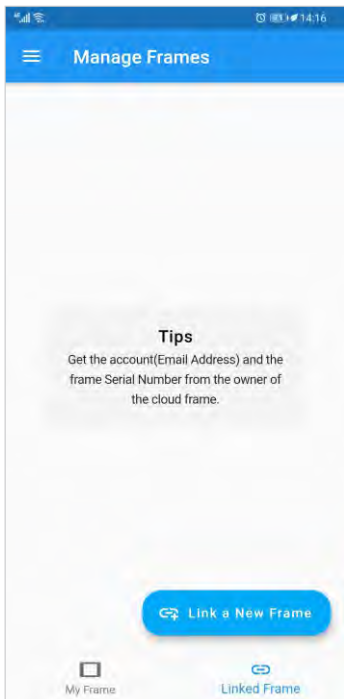 14:16
Manage Frames
Tips
Get the account(Email Address) and the
frame Serial Number from the owner of
the cloud frame.
Link a New Frame
My Frame
Linked Frame